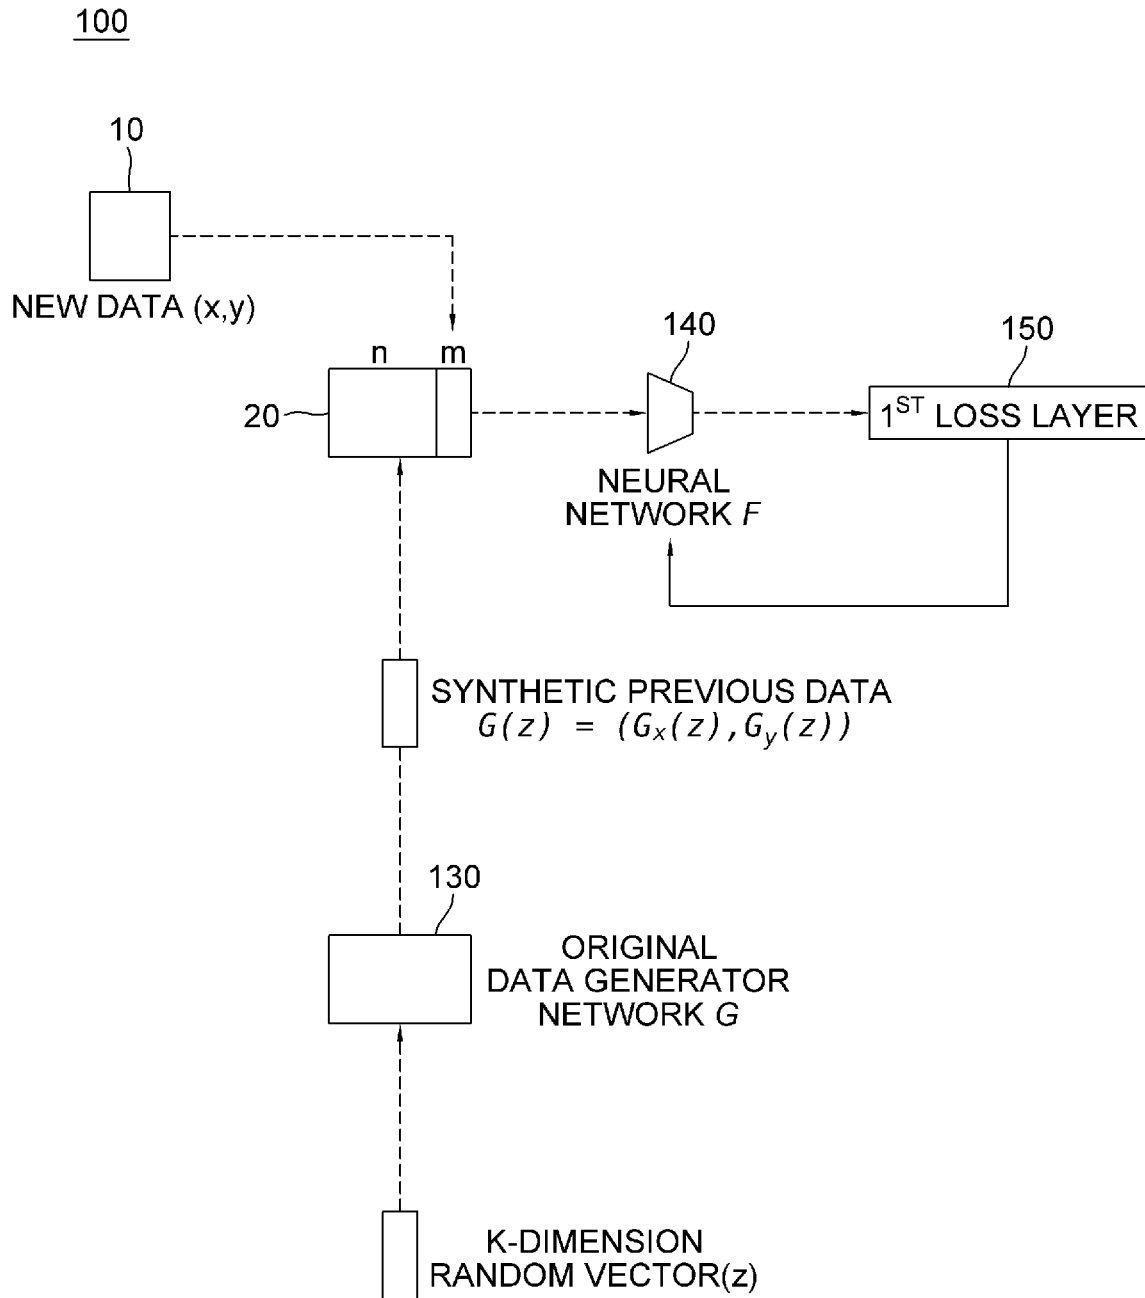 100
10
NEW DATA (x,y)
n m
20
140
150
1ST LOSS LAYER
NEURAL
NETWORK F
SYNTHETIC PREVIOUS DATA
G(z) = (Gx(z),Gy(z))
130
ORIGINAL
DATA GENERATOR
NETWORK G
K-DIMENSION
RANDOM VECTOR(z)